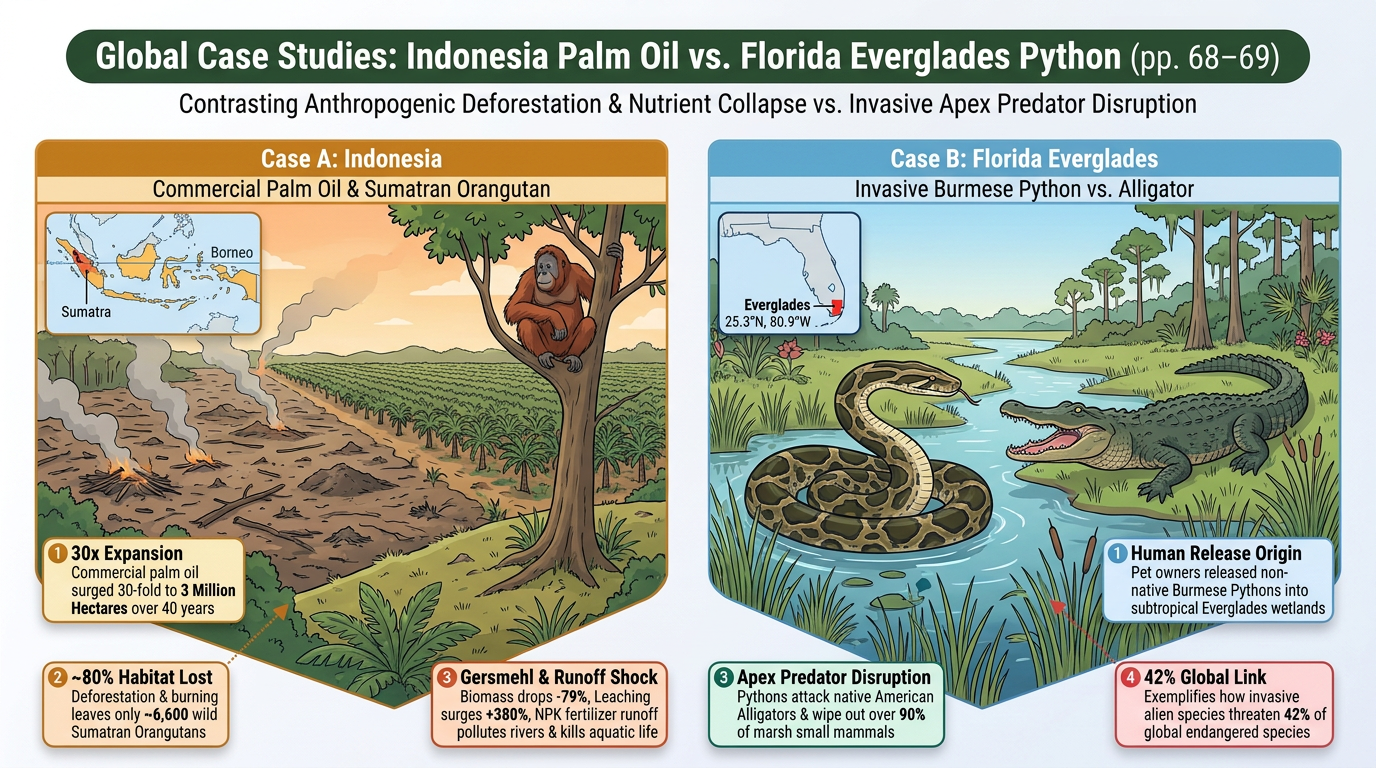 Global Case Studies: Indonesia Palm Oil vs. Florida Everglades Python (pp. 68–69)
Contrasting Anthropogenic Deforestation & Nutrient Collapse vs. Invasive Apex Predator Disruption
Case A: Indonesia
Commercial Palm Oil & Sumatran Orangutan
Borneo
Sumatra
1 30x Expansion
Commercial palm oil
surged 30-fold to 3 Million
Hectares over 40 years
2 ~80% Habitat Lost
Deforestation & burning
leaves only ~6,600 wild
Sumatran Orangutans
3 Gersmehl & Runoff Shock
Biomass drops -79%, Leaching
surges +380%, NPK fertilizer runoff
pollutes rivers & kills aquatic life
Case B: Florida Everglades
Invasive Burmese Python vs. Alligator
Everglades
25.3°N, 80.9°W
1 Human Release Origin
Pet owners released non-
native Burmese Pythons into
subtropical Everglades wetlands
3 Apex Predator Disruption
Pythons attack native American
Alligators & wipe out over 90%
of marsh small mammals
4 42% Global Link
Exemplifies how invasive
alien species threaten 42% of
global endangered species